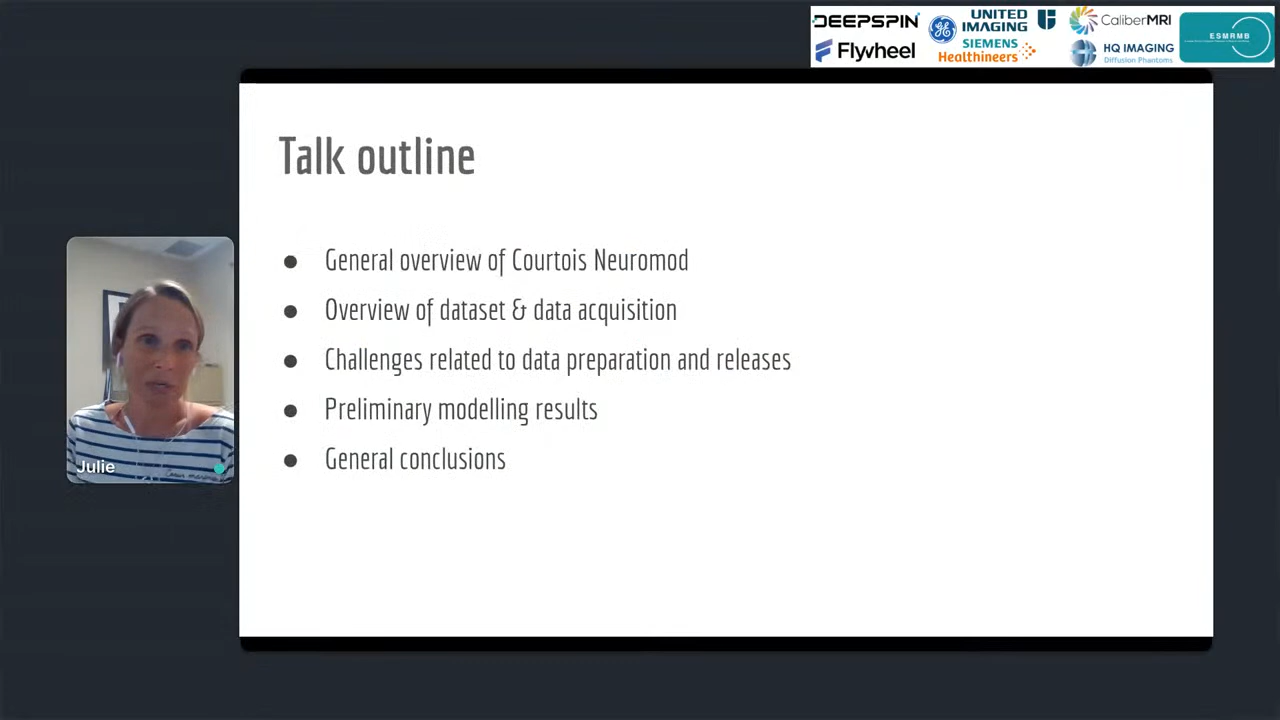 DEEPSPIN
UNITED
IMAGING
CaliberMRI
ESMRMB
Flywheel
SIEMENS
Healthineers
HQ IMAGING
Diffusion Phantoms
Talk outline
General overview of Courtois Neuromod
Overview of dataset & data acquisition
Challenges related to data preparation and releases
Preliminary modelling results
General conclusions
Julie